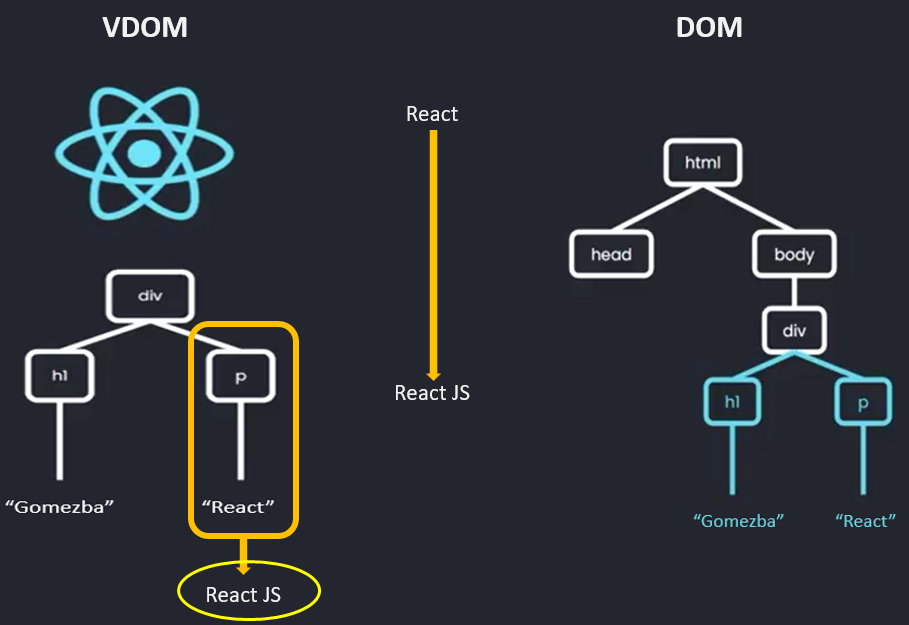 VDOM
div
h1
p
“Gomezba”
“React”
React JS
React
React JS
DOM
html
head
body
div
h1
p
“Gomezba”
“React”